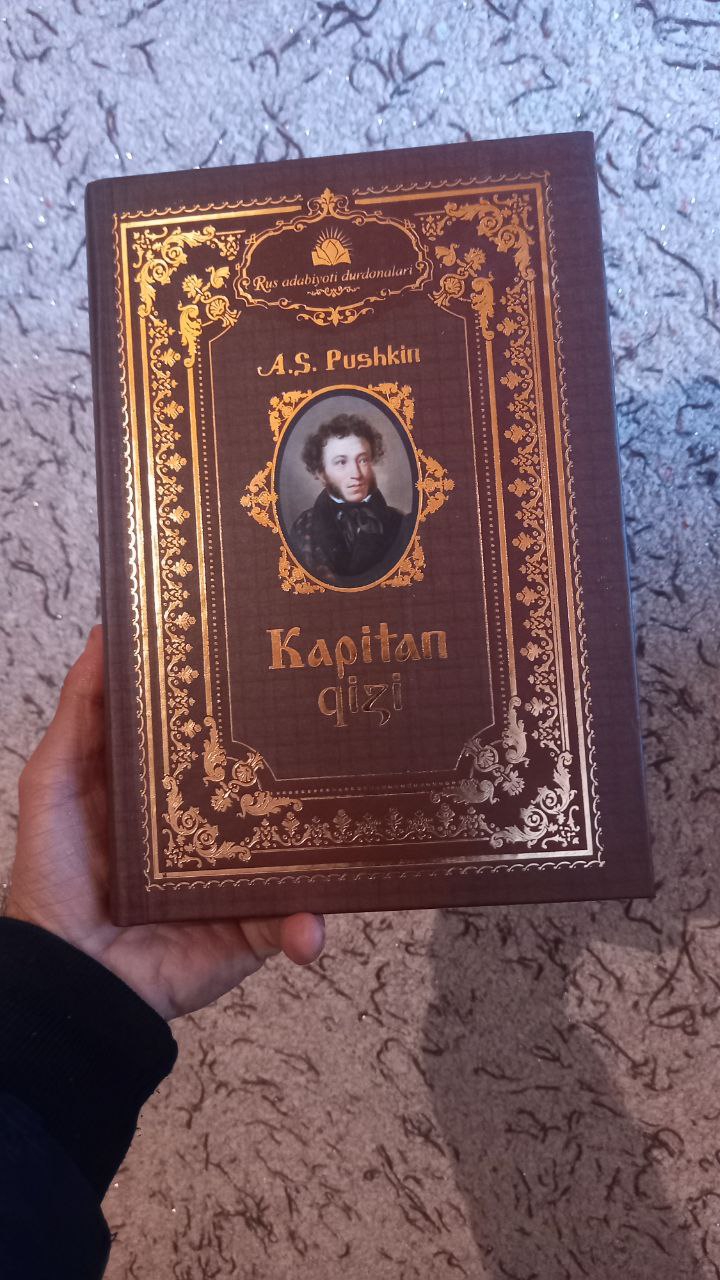 Rus adabiyoti durdonalari
A.S. Pushkin
Kapitan
qizi